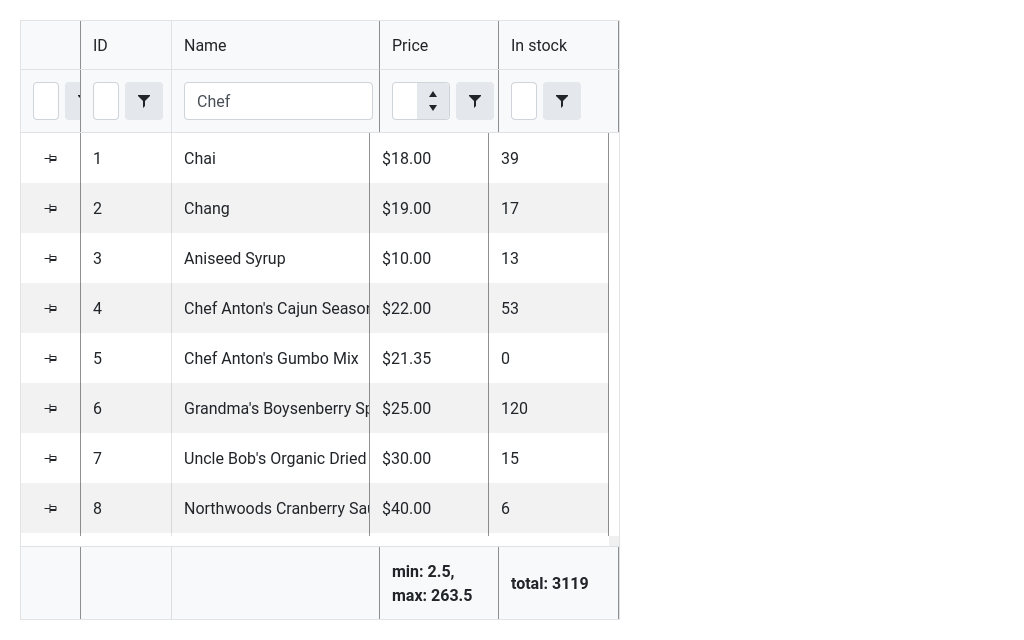 ID Name Price In stock
Chef
1 Chai $18.00 39
2 Chang $19.00 17
3 Aniseed Syrup $10.00 13
4 Chef Anton's Cajun $22.00 53
5 Chef Anton's Gumbo Mix $21.35 0
6 Grandma's Boysenberry $25.00 120
7 Uncle Bob's Organic Dried $30.00 15
8 Northwoods Cranberry $40.00 6
min: 2.5,
max: 263.5
total: 3119